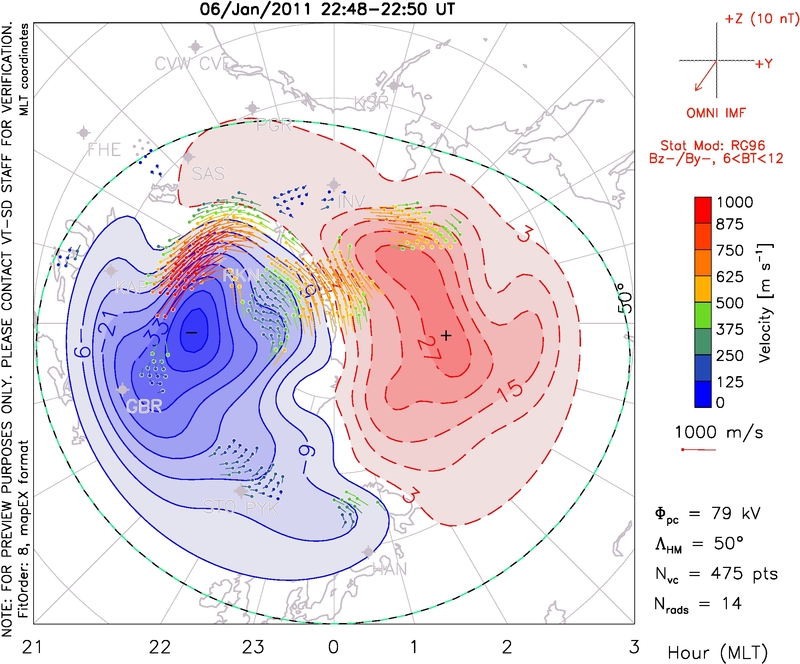 06/Jan/2011 22:48−22:50 UT
NOTE: FOR PREVIEW PURPOSES ONLY. PLEASE CONTACT VT-SD STAFF FOR VERIFICATION.
FitOrder: 8, mapEX format
MLT coordinates
CVW CVE
KSR
PGR
FHE
SAS
INV
RKN
GBR
STO PYK
HAN
3
6
21
33
−
+
27
15
9
3
50°
21 22 23 0 1 2 3
Hour (MLT)
+Z (10 nT)
+Y
OMNI IMF
Stat Mod: RG96
Bz−/By−, 6<BT<12
1000
875
750
625
500
375
250
125
0
Velocity [m s⁻¹]
1000 m/s
Φpc = 79 kV
ΛHM = 50°
Nvc = 475 pts
Nrads = 14